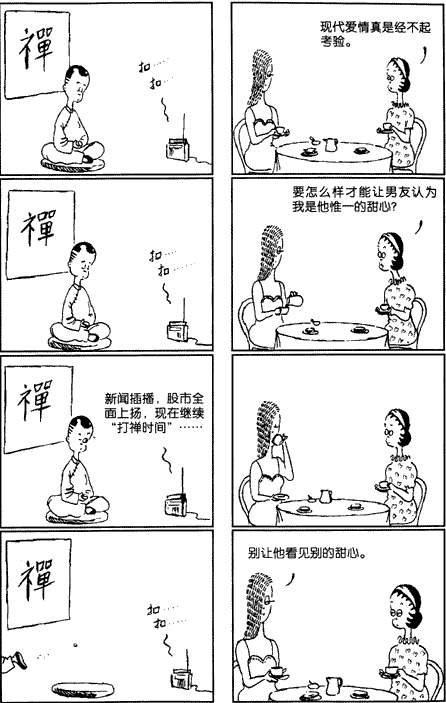 禪
扣……
扣……
禪
扣……
扣……
禪
新闻插播，股市全
面上扬，现在继续
“打禅时间”……
禪
扣……
扣……
现代爱情真是经不起
考验。
要怎么样才能让男友认为
我是他惟一的甜心?
别让他看见别的甜心。